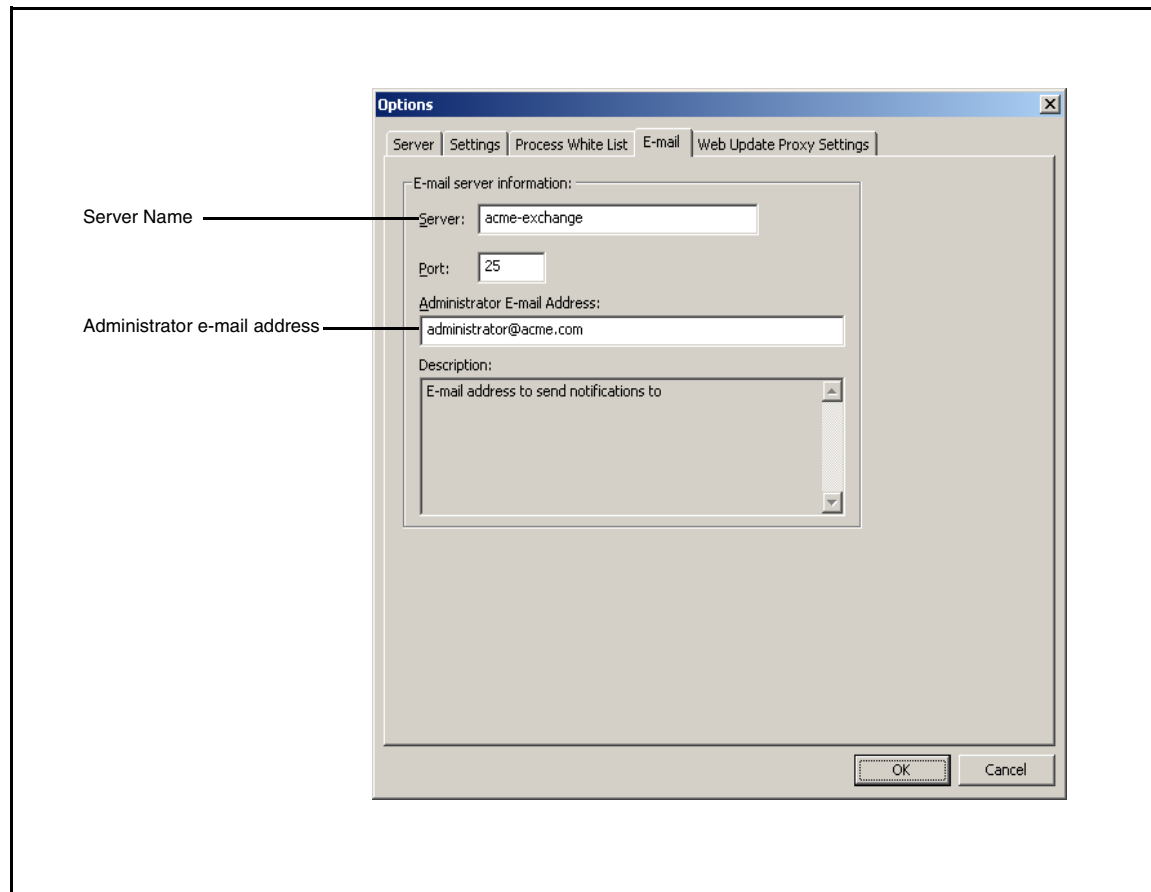 Options
Server Settings Process White List E-mail Web Update Proxy Settings
E-mail server information:
Server Name
Server: acme-exchange
Port: 25
Administrator E-mail Address:
Administrator e-mail address
administrator@acme.com
Description:
E-mail address to send notifications to
OK Cancel